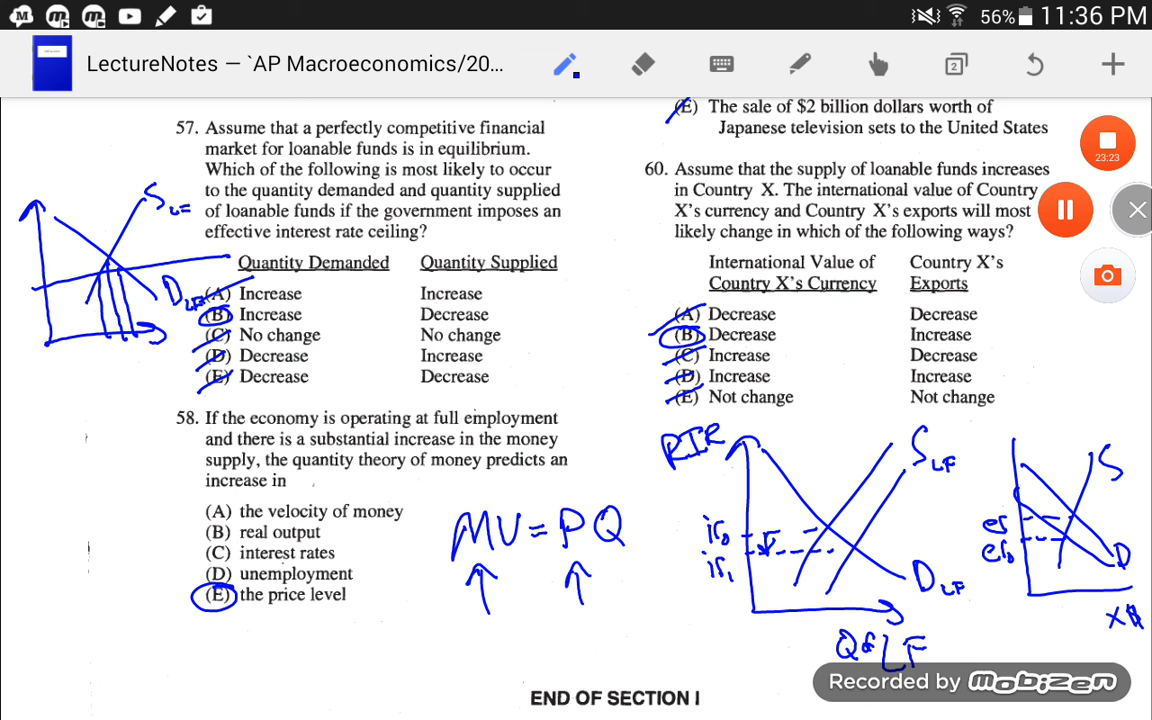 56% 11:36 PM
LectureNotes — `AP Macroeconomics/20...
2
23:23
57. Assume that a perfectly competitive financial
market for loanable funds is in equilibrium.
Which of the following is most likely to occur
to the quantity demanded and quantity supplied
of loanable funds if the government imposes an
effective interest rate ceiling?
Quantity Demanded Quantity Supplied
(A) Increase Increase
(B) Increase Decrease
(C) No change No change
(D) Decrease Increase
(E) Decrease Decrease
S LF
D LF
58. If the economy is operating at full employment
and there is a substantial increase in the money
supply, the quantity theory of money predicts an
increase in
(A) the velocity of money
(B) real output
(C) interest rates
(D) unemployment
(E) the price level
MV = PQ
(E) The sale of $2 billion dollars worth of
Japanese television sets to the United States
60. Assume that the supply of loanable funds increases
in Country X. The international value of Country
X's currency and Country X's exports will most
likely change in which of the following ways?
International Value of Country X's
Country X's Currency Exports
(A) Decrease Decrease
(B) Decrease Increase
(C) Increase Decrease
(D) Increase Increase
(E) Not change Not change
RIR
S LF
ir0
ir1
D LF
Q of LF
S
er
er0
D
END OF SECTION I
Recorded by mobizen